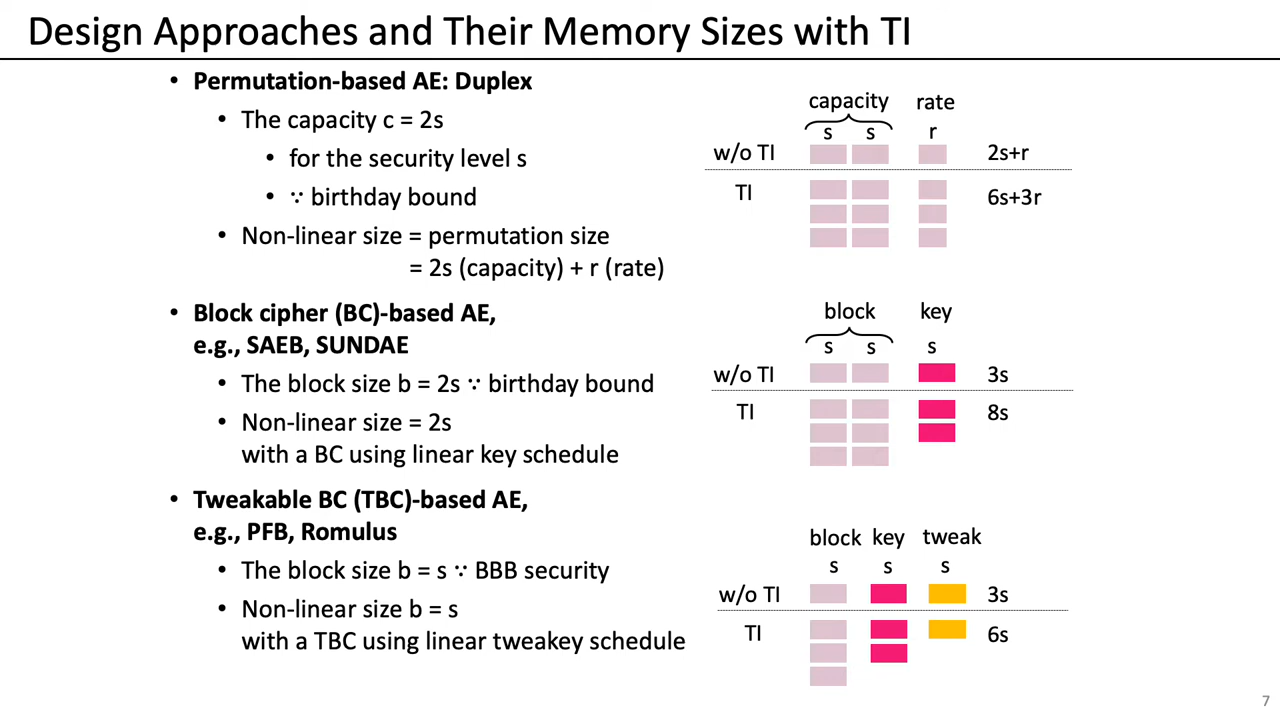 Design Approaches and Their Memory Sizes with TI
• Permutation-based AE: Duplex
• The capacity c = 2s
• for the security level s
• ∵ birthday bound
• Non-linear size = permutation size
= 2s (capacity) + r (rate)
capacity rate
s s r
w/o TI 2s+r
TI 6s+3r
• Block cipher (BC)-based AE,
e.g., SAEB, SUNDAE
• The block size b = 2s ∵ birthday bound
• Non-linear size = 2s
with a BC using linear key schedule
block key
s s s
w/o TI 3s
TI 8s
• Tweakable BC (TBC)-based AE,
e.g., PFB, Romulus
• The block size b = s ∵ BBB security
• Non-linear size b = s
with a TBC using linear tweakey schedule
block key tweak
s s s
w/o TI 3s
TI 6s
7